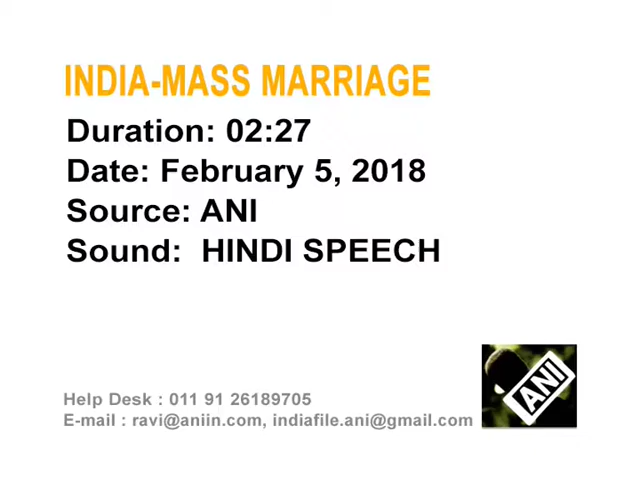 INDIA-MASS MARRIAGE
Duration: 02:27
Date: February 5, 2018
Source: ANI
Sound:  HINDI SPEECH
Help Desk : 011 91 26189705
E-mail : ravi@aniin.com, indiafile.ani@gmail.com
ANI